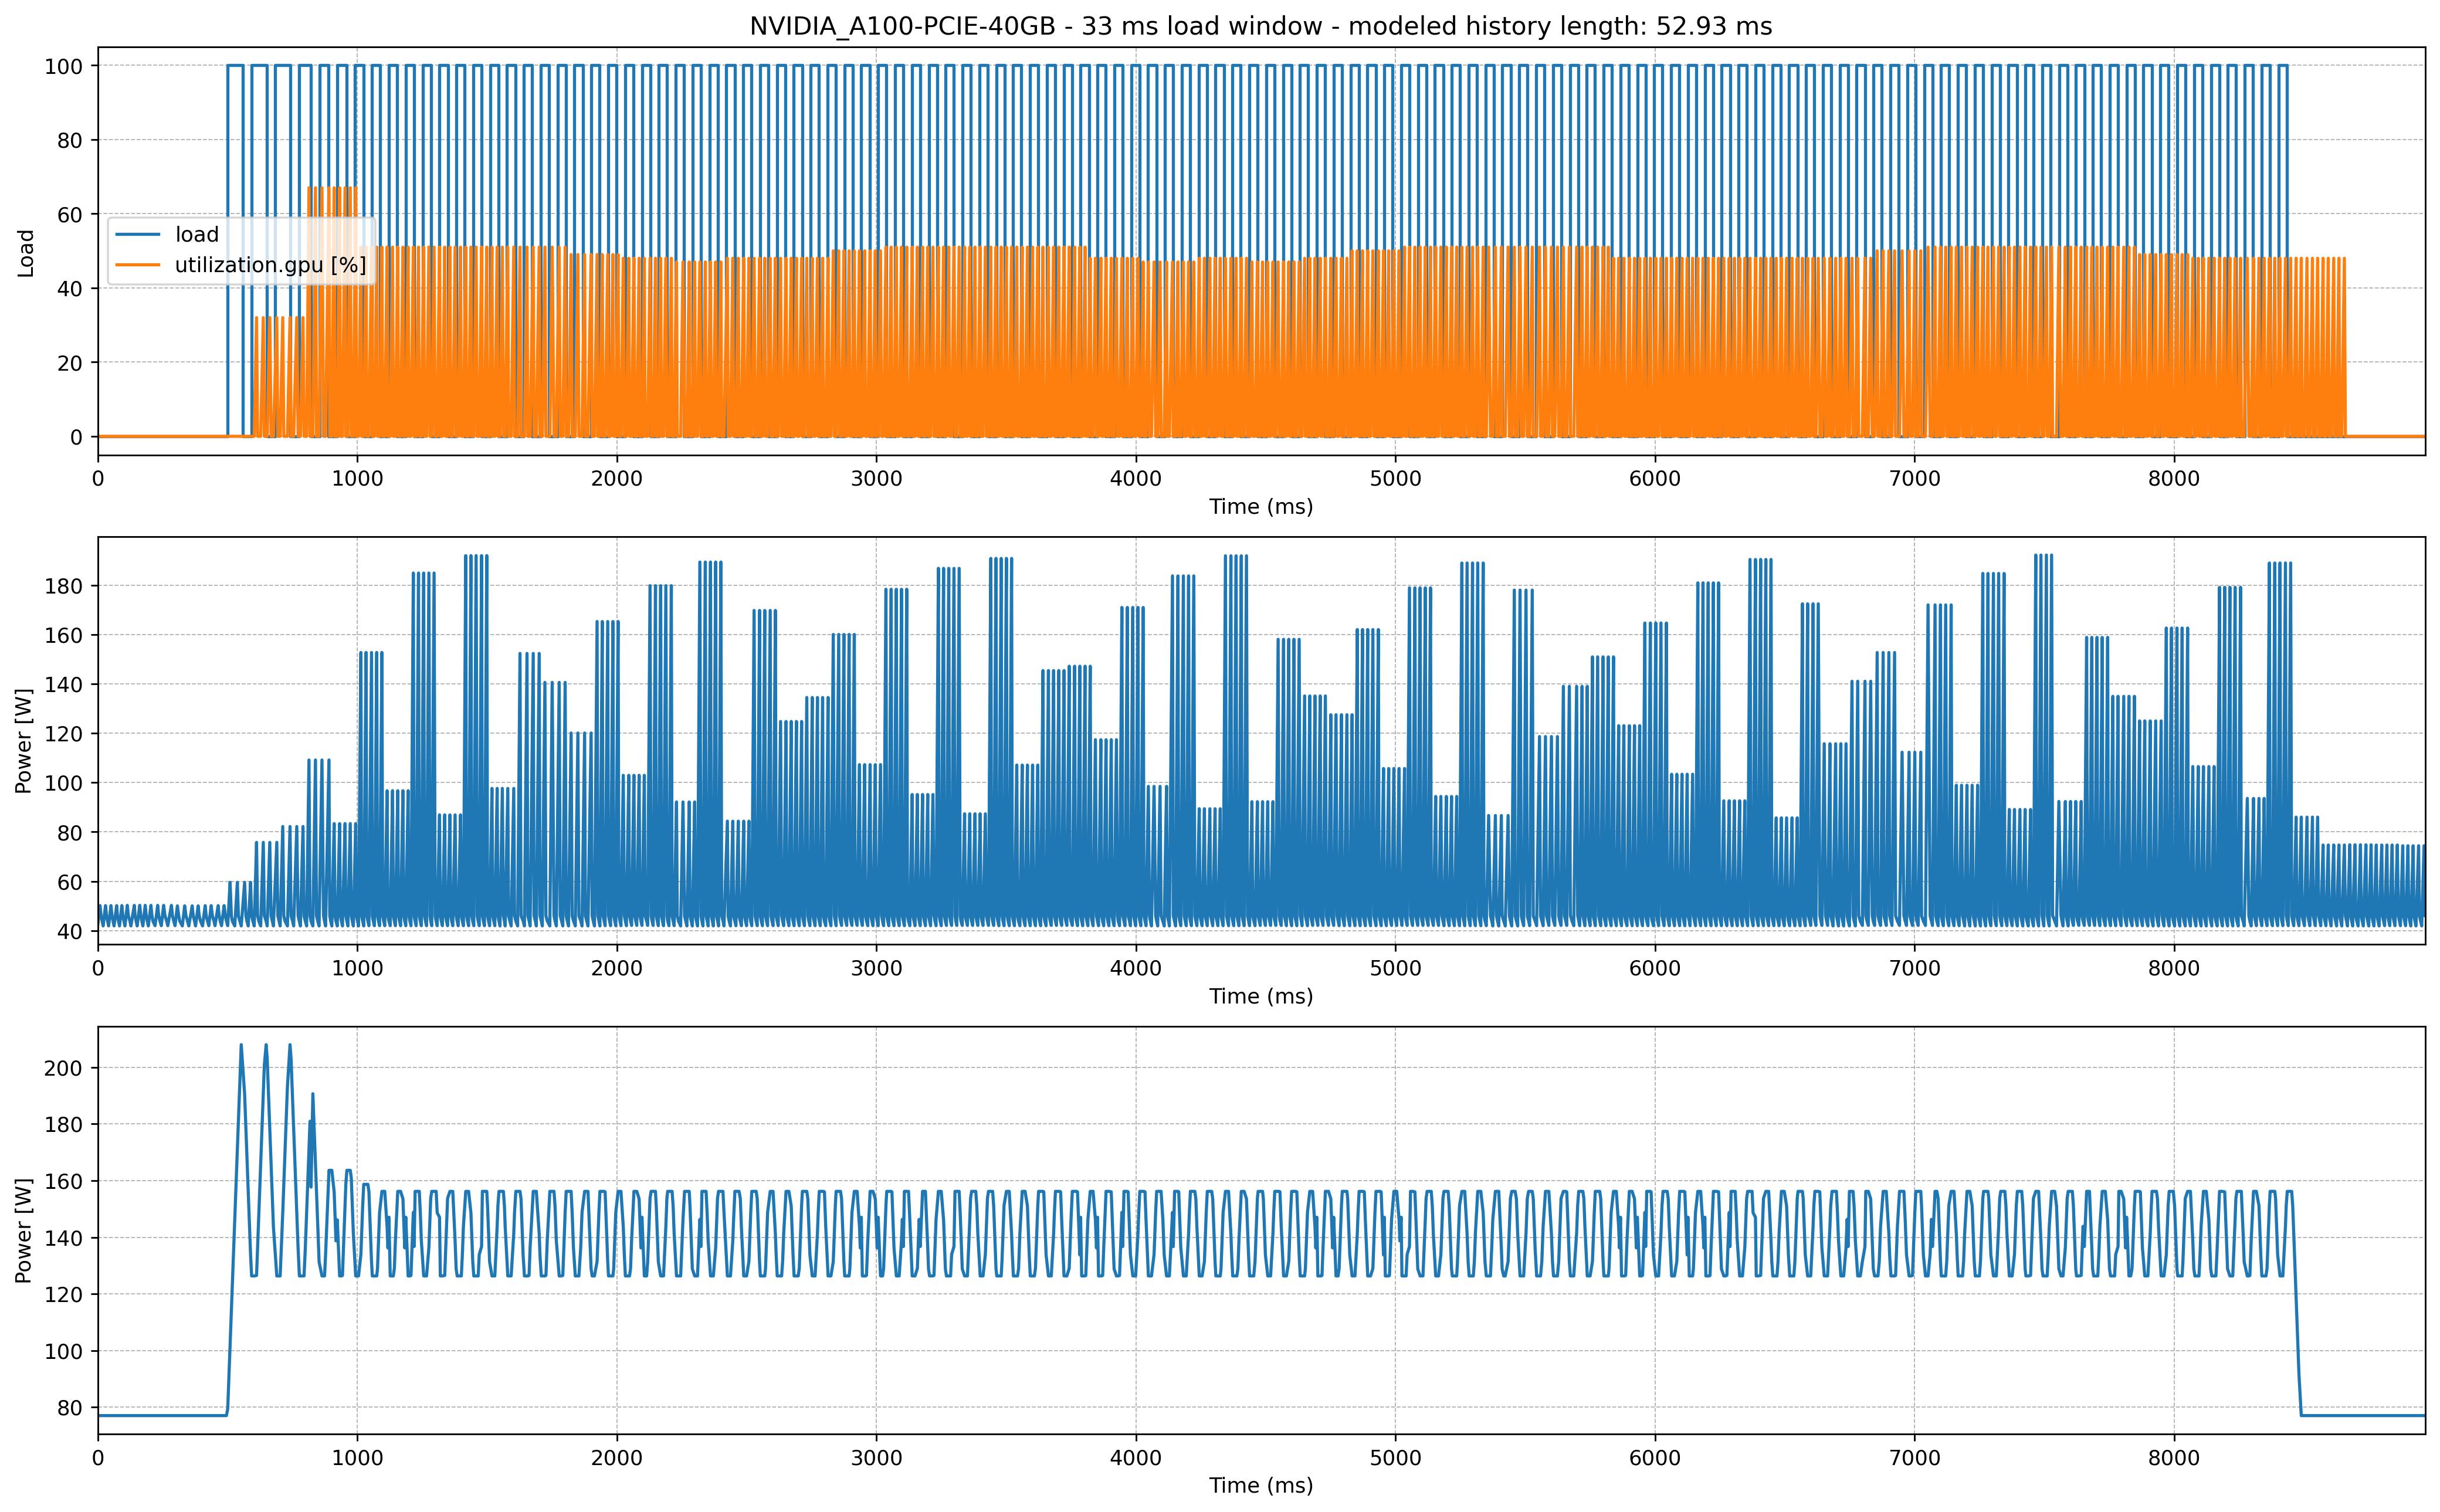 NVIDIA_A100-PCIE-40GB - 33 ms load window - modeled history length: 52.93 ms
100
80
60
40
20
0
Load
load
utilization.gpu [%]
0 1000 2000 3000 4000 5000 6000 7000 8000
Time (ms)
180
160
140
120
100
80
60
40
Power [W]
0 1000 2000 3000 4000 5000 6000 7000 8000
Time (ms)
200
180
160
140
120
100
80
Power [W]
0 1000 2000 3000 4000 5000 6000 7000 8000
Time (ms)